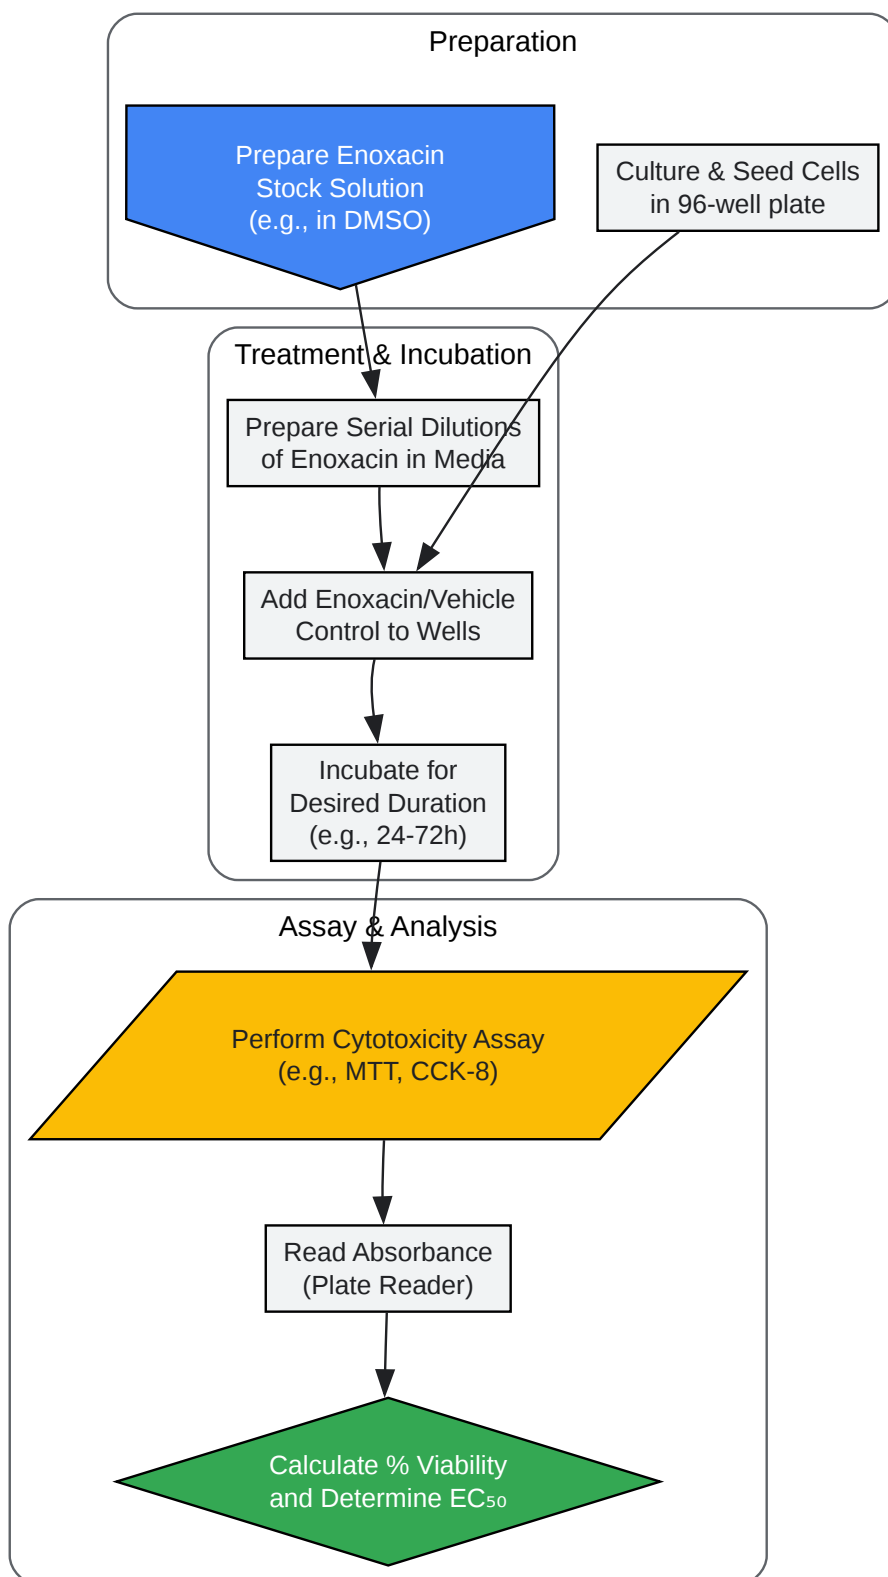 Preparation
Prepare Enoxacin
Stock Solution
(e.g., in DMSO)
Culture & Seed Cells
in 96-well plate
Treatment & Incubation
Prepare Serial Dilutions
of Enoxacin in Media
Add Enoxacin/Vehicle
Control to Wells
Incubate for
Desired Duration
(e.g., 24-72h)
Assay & Analysis
Perform Cytotoxicity Assay
(e.g., MTT, CCK-8)
Read Absorbance
(Plate Reader)
Calculate % Viability
and Determine EC₅₀